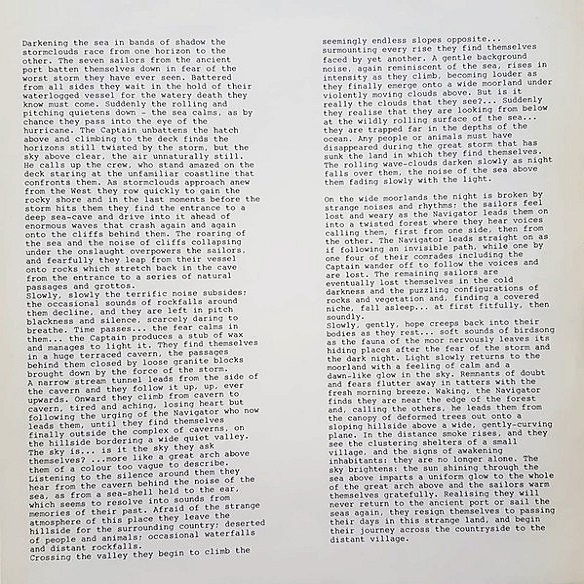 Darkening the sea in bands of shadow the
stormclouds race from one horizon to the
other. The seven sailors from the ancient
port batten themselves down in fear of the
worst storm they have ever seen. Battered
from all sides they wait in the hold of their
waterlogged vessel for the watery death they
know must come. Suddenly the rolling and
pitching quietens down - the sea calms, as by
chance they pass into the eye of the
hurricane. The Captain unbattens the hatch
above and climbing to the deck finds the
horizons still twisted by the storm, but the
sky above clear, the air unnaturally still.
He calls up the crew, who stand amazed on the
deck staring at the unfamiliar coastline that
confronts them. As stormclouds approach anew
from the West they row quickly to gain the
rocky shore and in the last moments before the
storm hits them they find the entrance to a
deep sea-cave and drive into it ahead of
enormous waves that crash again and again
onto the cliffs behind them. The roaring of
the sea and the noise of cliffs collapsing
under the onslaught overpowers the sailors,
and fearfully they leap from their vessel
onto rocks which stretch back in the cave
from the entrance to a series of natural
passages and grottos.
Slowly, slowly the terrific noise subsides;
the occasional sounds of rockfalls around
them decline, and they are left in pitch
blackness and silence, scarcely daring to
breathe. Time passes... the fear calms in
them... the Captain produces a stub of wax
and manages to light it. They find themselves
in a huge terraced cavern, the passages
behind them closed by loose granite blocks
brought down by the force of the storm.
A narrow stream tunnel leads from the side of
the cavern and they follow it up, up, ever
upwards. Onward they climb from cavern to
cavern, tired and aching, losing heart but
following the urging of the Navigator who now
leads them, until they find themselves
finally outside the complex of caverns, on
the hillside bordering a wide quiet valley.
The sky is... is it the sky they ask
themselves? ...more like a great arch above
them of a colour too vague to describe.
Listening to the silence around them they
hear from the cavern behind the noise of the
sea, as from a sea-shell held to the ear,
which seems to resolve into sounds from
memories of their past. Afraid of the strange
atmosphere of this place they leave the
hillside for the surrounding country; deserted
of people and animals; occasional waterfalls
and distant rockfalls.
Crossing the valley they begin to climb the
seemingly endless slopes opposite...
surmounting every rise they find themselves
faced by yet another. A gentle background
noise, again reminiscent of the sea, rises in
intensity as they climb, becoming louder as
they finally emerge onto a wide moorland under
violently moving clouds above. But is it
really the clouds that they see?... Suddenly
they realise that they are looking from below
at the wildly rolling surface of the sea...
they are trapped far in the depths of the
ocean. Any people or animals must have
disappeared during the great storm that has
sunk the land in which they find themselves.
The rolling wave-clouds darken slowly as night
falls over them, the noise of the sea above
them fading slowly with the light.
On the wide moorlands the night is broken by
strange noises and rhythms; the sailors feel
lost and weary as the Navigator leads them on
into a twisted forest where they hear voices
calling them, first from one side, then from
the other. The Navigator leads straight on as
if following an invisible path, while one by
one four of their comrades including the
Captain wander off to follow the voices and
are lost. The remaining sailors are
eventually lost themselves in the cold
darkness and the puzzling configurations of
rocks and vegetation and, finding a covered
niche, fall asleep... at first fitfully, then
soundly.
Slowly, gently, hope creeps back into their
bodies as they rest... soft sounds of birdsong
as the fauna of the moor nervously leaves its
hiding places after the fear of the storm and
the dark night. Light slowly returns to the
moorland with a feeling of calm and a
dawn-like glow in the sky. Remnants of doubt
and fears flutter away in tatters with the
fresh morning breeze. Waking, the Navigator
finds they are near the edge of the forest
and, calling the others, he leads them from
the canopy of deformed trees out onto a
sloping hillside above a wide, gently-curving
plane. In the distance smoke rises, and they
see the clustering shelters of a small
village, and the signs of awakening
inhabitants; they are no longer alone. The
sky brightens; the sun shining through the
sea above imparts a uniform glow to the whole
of the great arch above and the sailors warm
themselves gratefully. Realising they will
never return to the ancient port or sail the
seas again, they resign themselves to passing
their days in this strange land, and begin
their journey across the countryside to the
distant village.